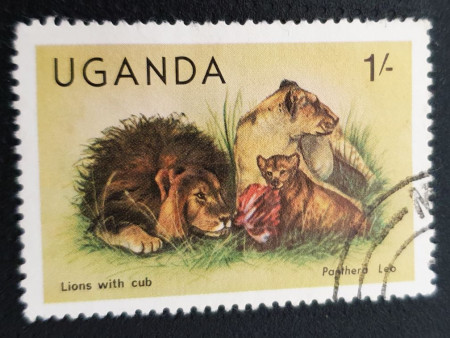 UGANDA 1/-
Lions with cub Panthera Leo
N